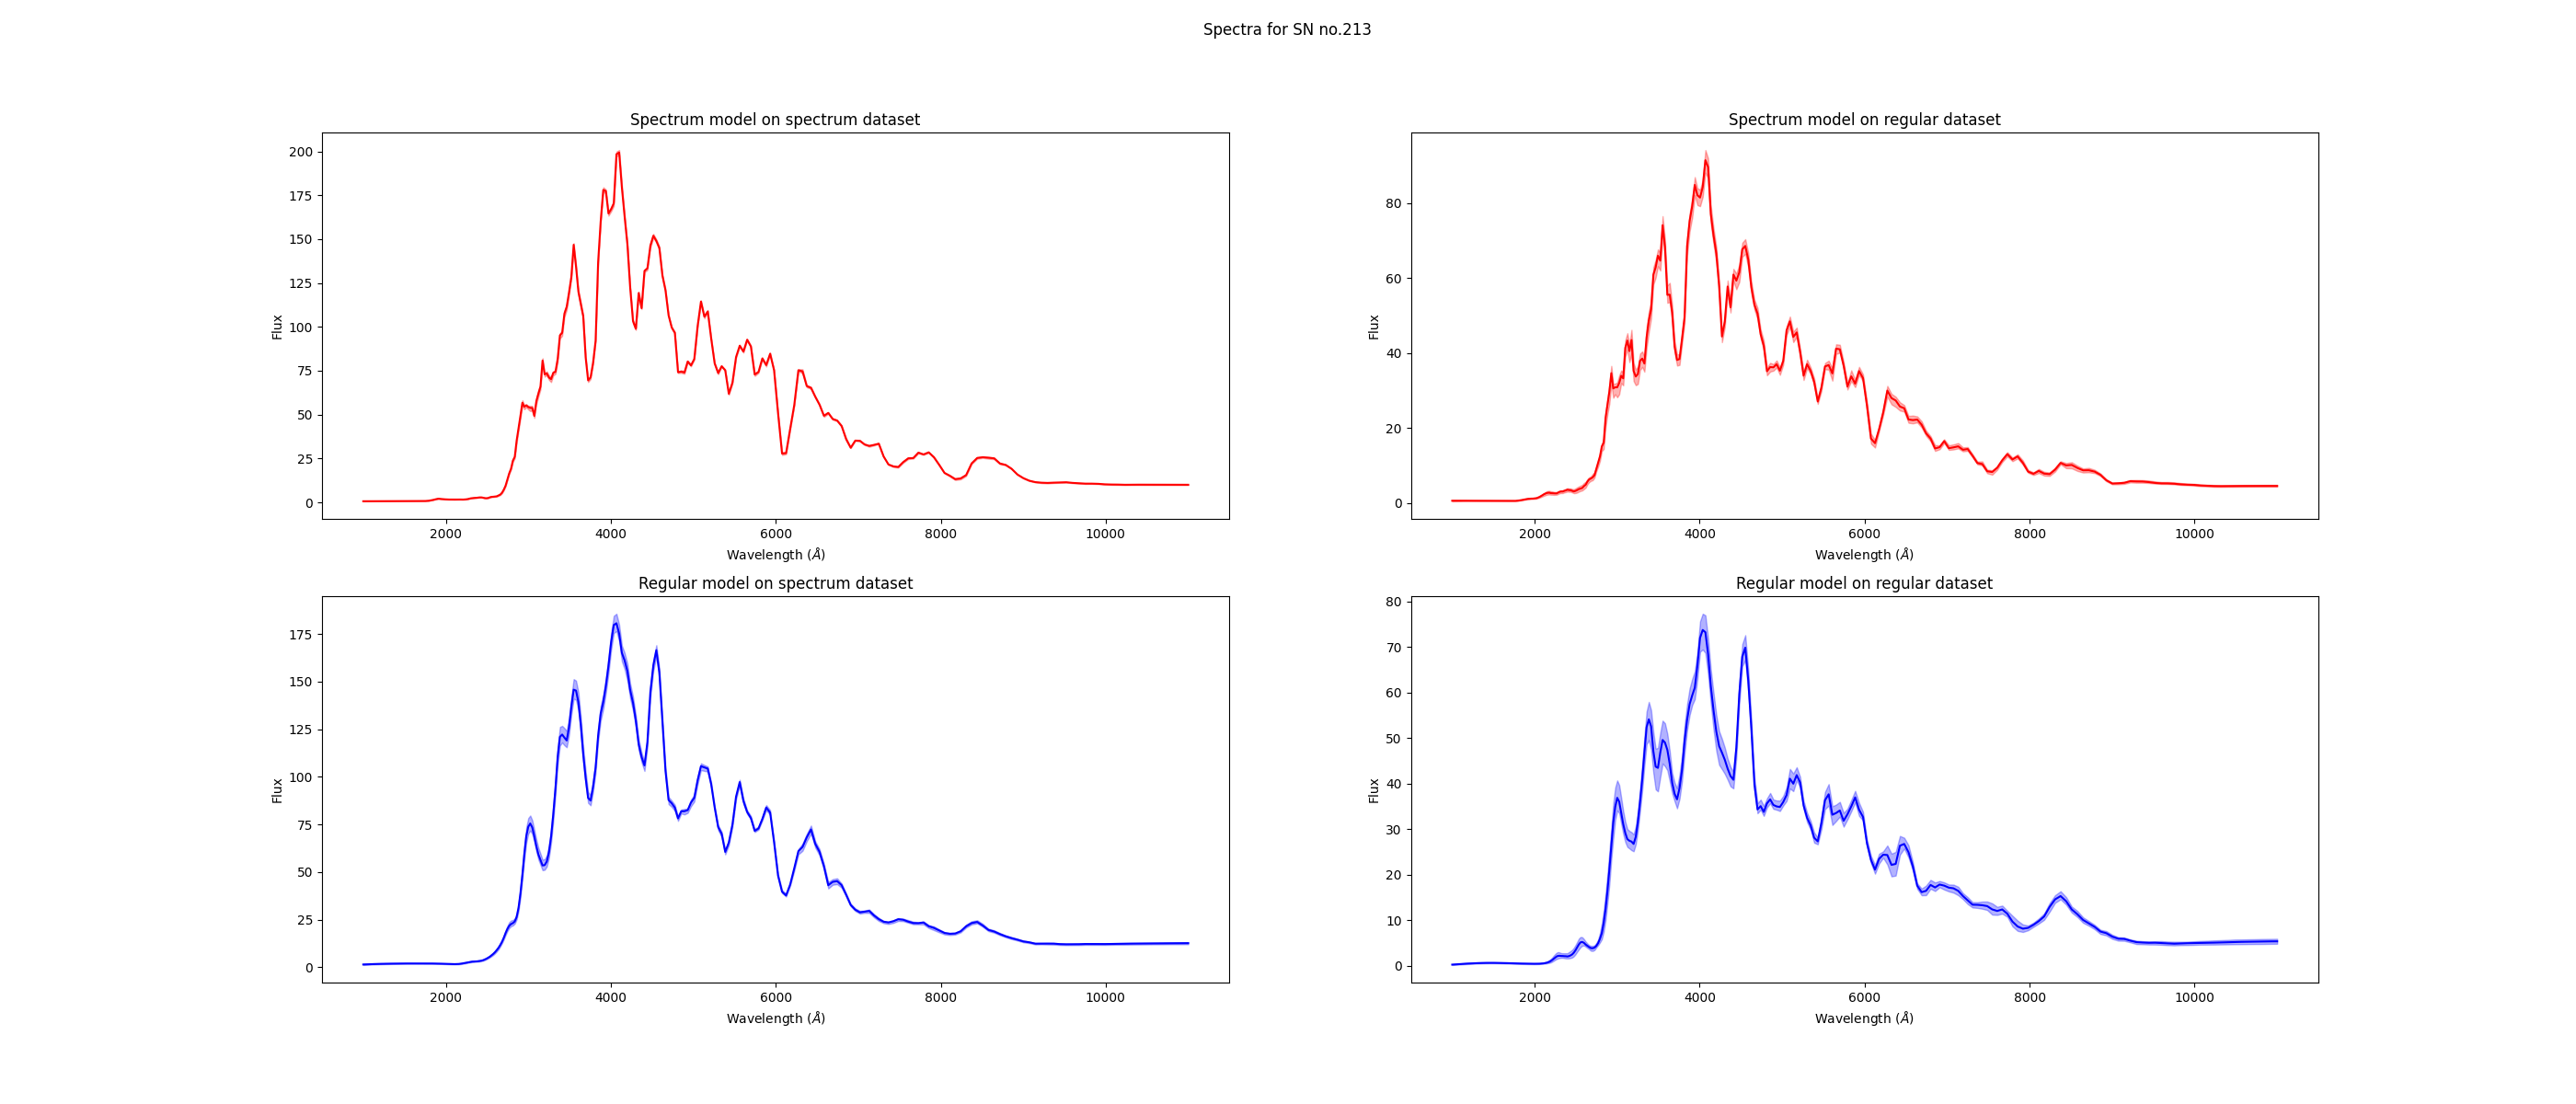 Spectra for SN no.213
Spectrum model on spectrum dataset
Flux
200
175
150
125
100
75
50
25
0
2000 4000 6000 8000 10000
Wavelength (Å)
Spectrum model on regular dataset
Flux
80
60
40
20
0
2000 4000 6000 8000 10000
Wavelength (Å)
Regular model on spectrum dataset
Flux
175
150
125
100
75
50
25
0
2000 4000 6000 8000 10000
Wavelength (Å)
Regular model on regular dataset
Flux
80
70
60
50
40
30
20
10
0
2000 4000 6000 8000 10000
Wavelength (Å)